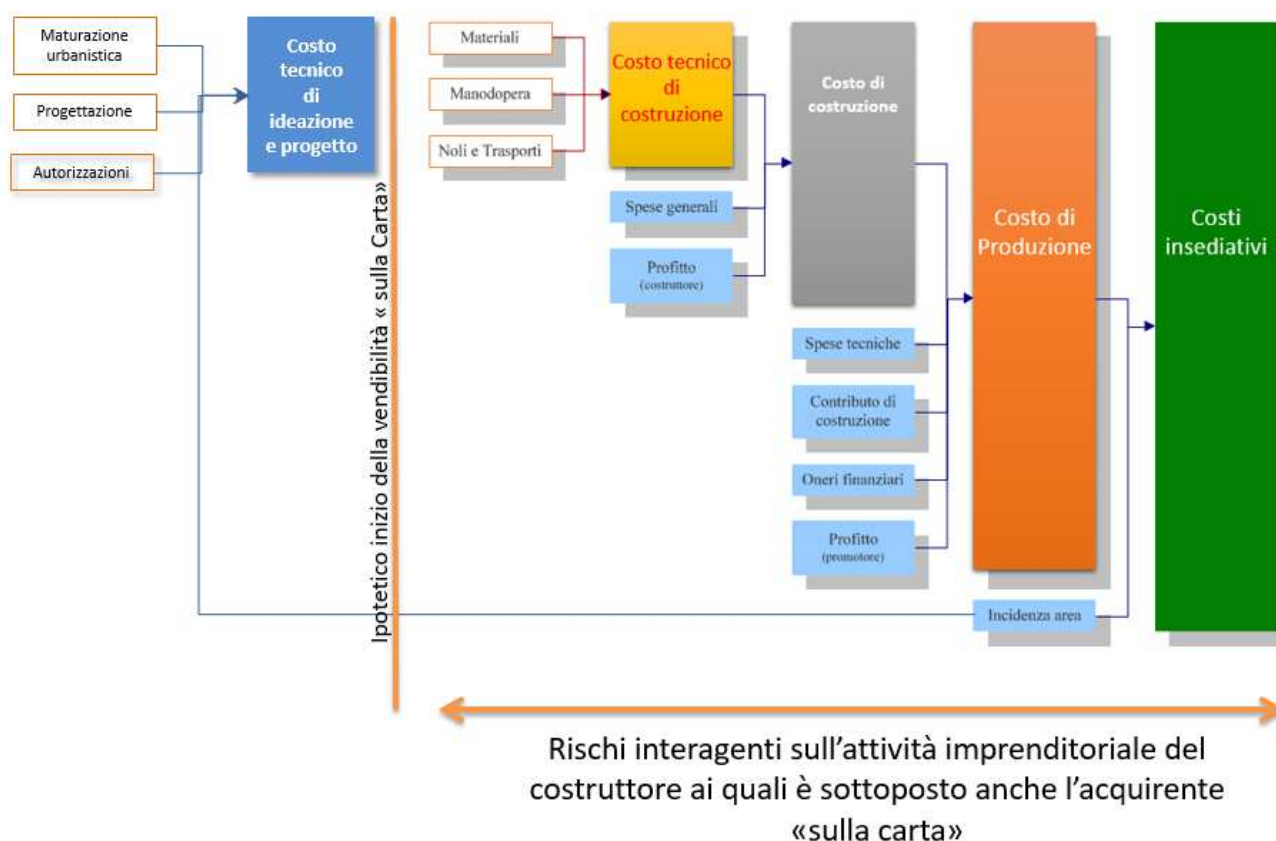 Maturazione
urbanistica
Progettazione
Autorizzazioni
Costo
tecnico
di
ideazione
e progetto
Ipotetico inizio della vendibilità « sulla Carta»
Materiali
Manodopera
Noli e Trasporti
Costo tecnico
di
costruzione
Spese generali
Profitto
(costruttore)
Costo di
costruzione
Spese tecniche
Contributo di
costruzione
Oneri finanziari
Profitto
(promotore)
Costo di
Produzione
Incidenza area
Costi
insediativi
Rischi interagenti sull’attività imprenditoriale del
costruttore ai quali è sottoposto anche l’acquirente
«sulla carta»